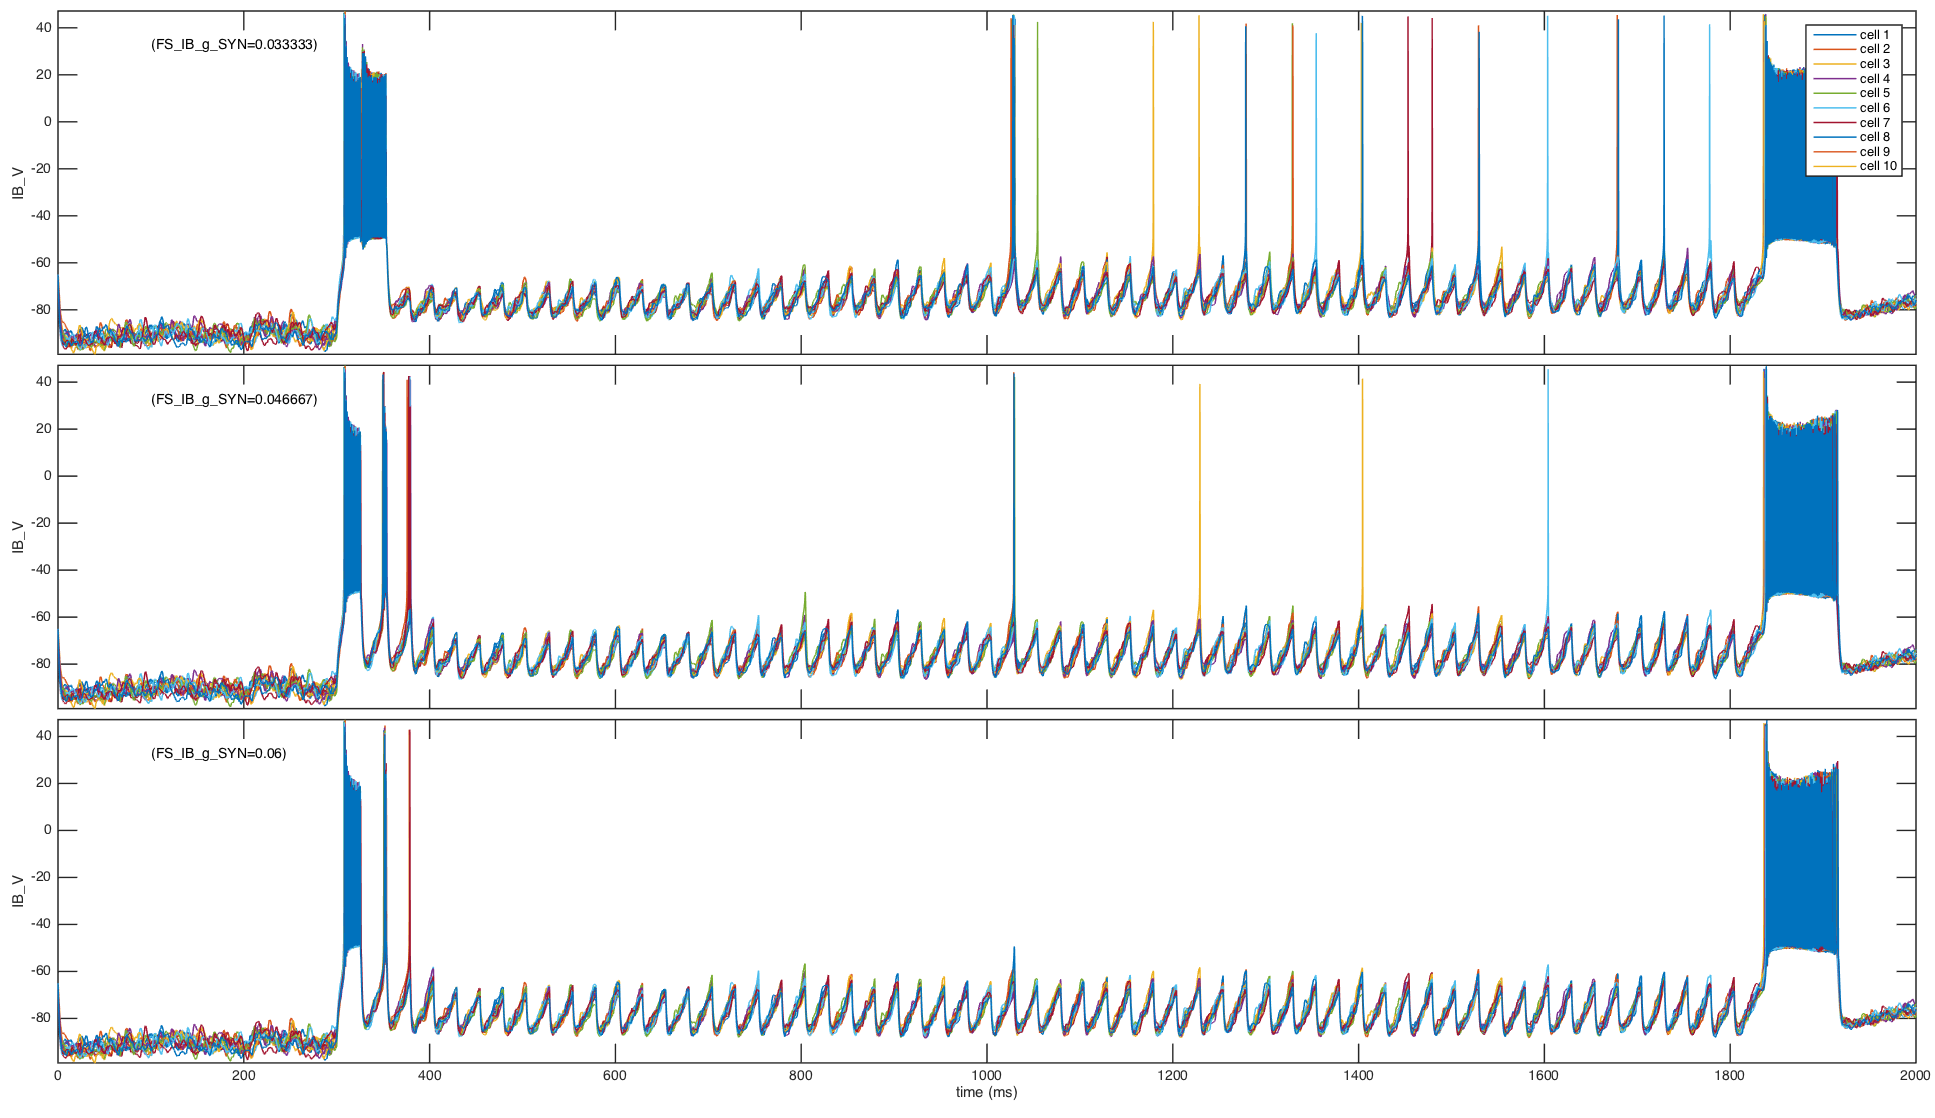 40
20
0
-20
-40
-60
-80
IB_V
(FS_IB_g_SYN=0.033333)
cell 1
cell 2
cell 3
cell 4
cell 5
cell 6
cell 7
cell 8
cell 9
cell 10
40
20
0
-20
-40
-60
-80
IB_V
(FS_IB_g_SYN=0.046667)
40
20
0
-20
-40
-60
-80
IB_V
(FS_IB_g_SYN=0.06)
0 200 400 600 800 1000 1200 1400 1600 1800 2000
time (ms)